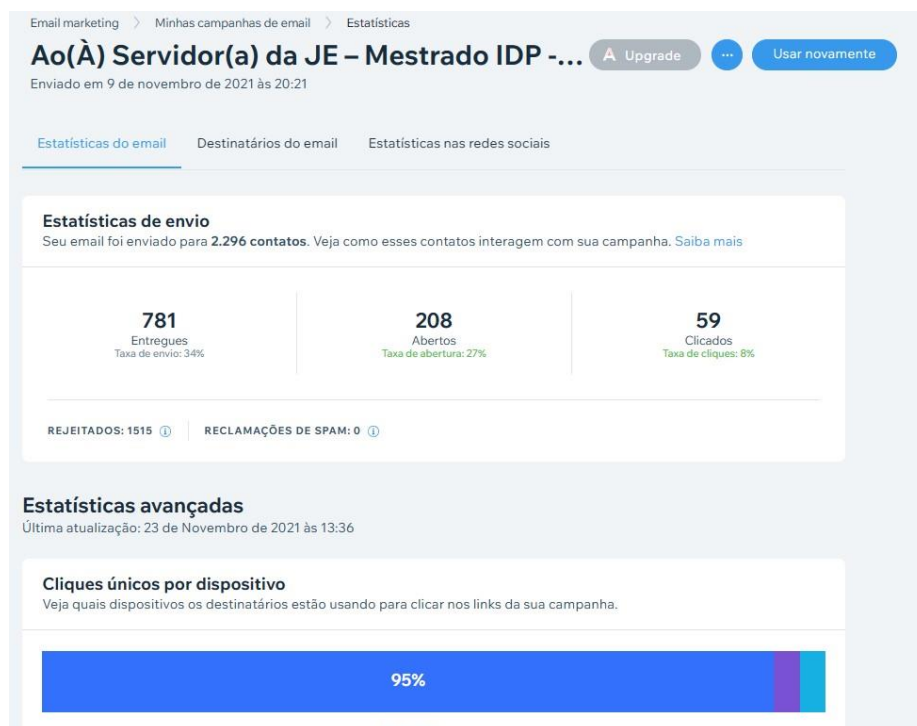 Email marketing > Minhas campanhas de email > Estatísticas
Ao(À) Servidor(a) da JE – Mestrado IDP -... A Upgrade ... Usar novamente
Enviado em 9 de novembro de 2021 às 20:21
Estatísticas do email Destinatários do email Estatísticas nas redes sociais
Estatísticas de envio
Seu email foi enviado para 2.296 contatos. Veja como esses contatos interagem com sua campanha. Saiba mais
781 208 59
Entregues Abertos Clicados
Taxa de envio: 34% Taxa de abertura: 27% Taxa de cliques: 8%
REJEITADOS: 1515 RECLAMAÇÕES DE SPAM: 0
Estatísticas avançadas
Última atualização: 23 de Novembro de 2021 às 13:36
Cliques únicos por dispositivo
Veja quais dispositivos os destinatários estão usando para clicar nos links da sua campanha.
95%